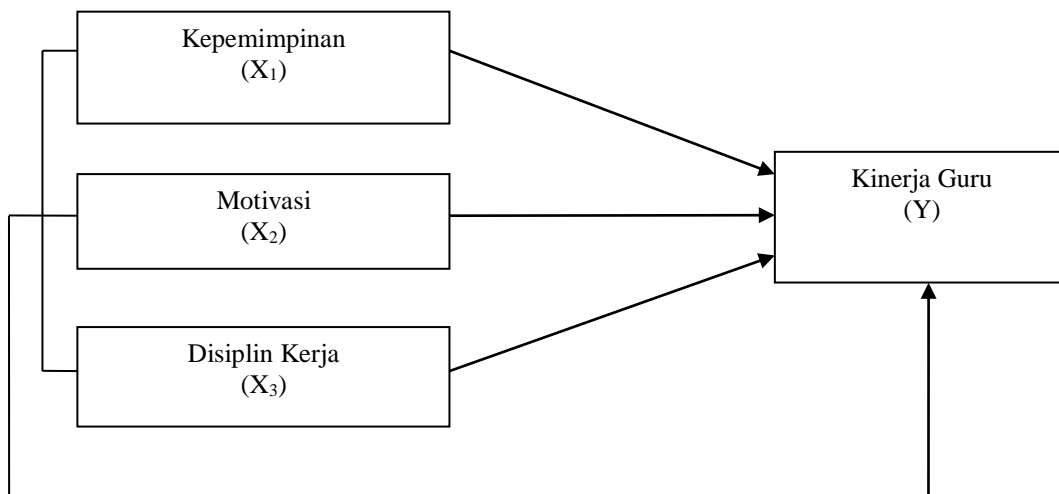 Kepemimpinan
(X₁)
Motivasi
(X₂)
Disiplin Kerja
(X₃)
Kinerja Guru
(Y)